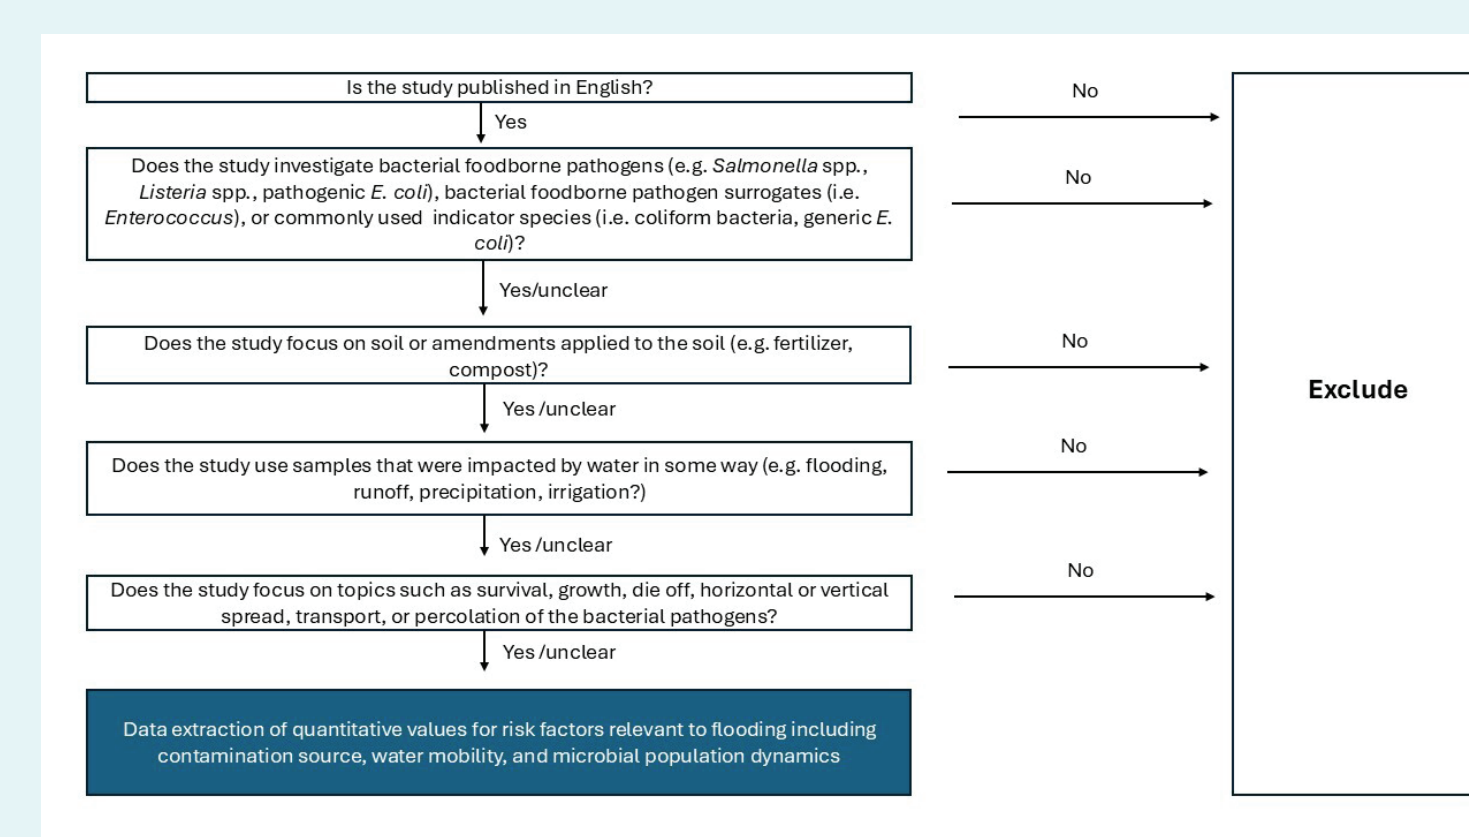 Is the study published in English?
No
Yes
Does the study investigate bacterial foodborne pathogens (e.g. Salmonella spp.,
Listeria spp., pathogenic E. coli), bacterial foodborne pathogen surrogates (i.e.
Enterococcus), or commonly used indicator species (i.e. coliform bacteria, generic E.
coli)?
No
Yes/unclear
Does the study focus on soil or amendments applied to the soil (e.g. fertilizer,
compost)?
No
Exclude
Yes /unclear
Does the study use samples that were impacted by water in some way (e.g. flooding,
runoff, precipitation, irrigation?)
No
Yes /unclear
Does the study focus on topics such as survival, growth, die off, horizontal or vertical
spread, transport, or percolation of the bacterial pathogens?
No
Yes /unclear
Data extraction of quantitative values for risk factors relevant to flooding including
contamination source, water mobility, and microbial population dynamics